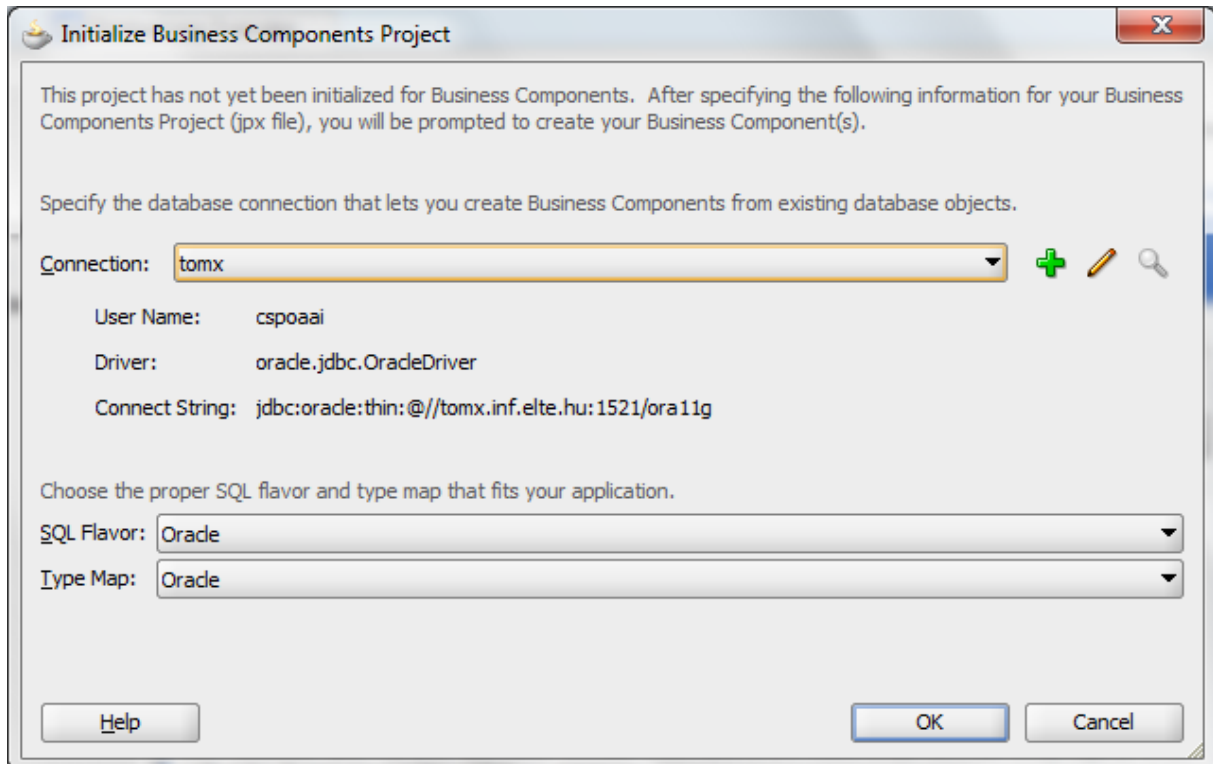 Initialize Business Components Project
This project has not yet been initialized for Business Components.  After specifying the following information for your Business
Components Project (jpx file), you will be prompted to create your Business Component(s).
Specify the database connection that lets you create Business Components from existing database objects.
Connection: tomx
User Name: cspoaai
Driver: oracle.jdbc.OracleDriver
Connect String: jdbc:oracle:thin:@//tomx.inf.elte.hu:1521/ora11g
Choose the proper SQL flavor and type map that fits your application.
SQL Flavor: Oracle
Type Map: Oracle
Help OK Cancel